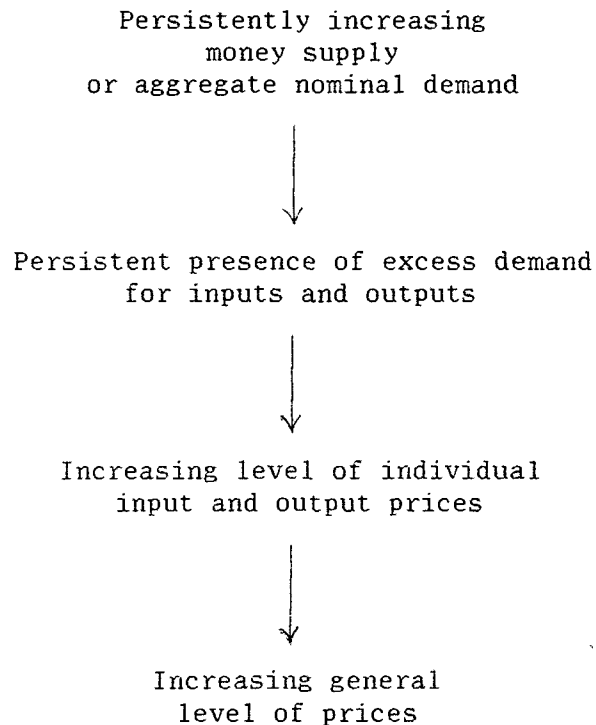 Persistently increasing
money supply
or aggregate nominal demand
Persistent presence of excess demand
for inputs and outputs
Increasing level of individual
input and output prices
Increasing general
level of prices